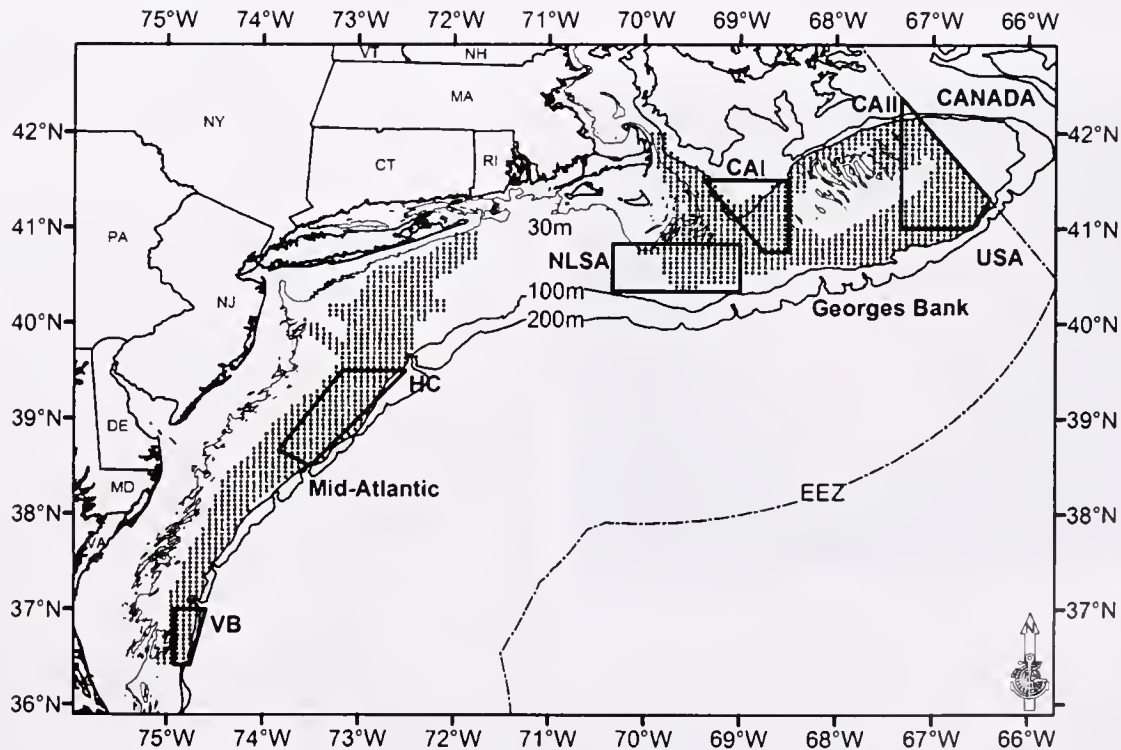 75°W 74°W 73°W 72°W 71°W 70°W 69°W 68°W 67°W 66°W
VT NH
MA
NY
CAII CANADA
42°N 42°N
CT RI
CAI
PA
41°N 41°N
30m
NLSA USA
NJ
100m
Georges Bank
40°N 200m 40°N
HC
39°N 39°N
DE
MD
Mid-Atlantic
EEZ
38°N 38°N
VA
37°N 37°N
VB
N
36°N 36°N
75°W 74°W 73°W 72°W 71°W 70°W 69°W 68°W 67°W 66°W